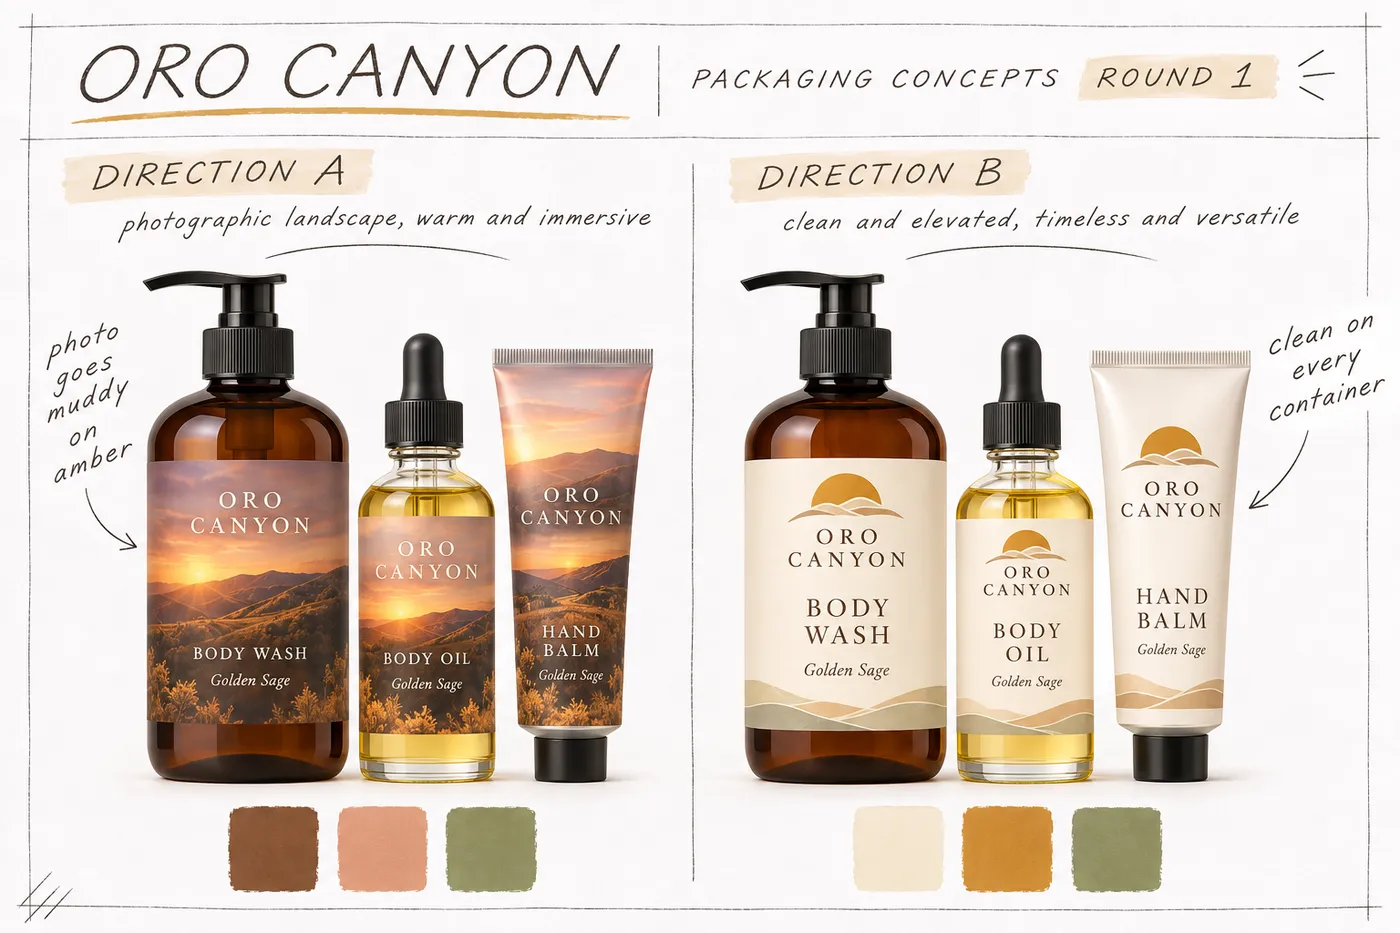 ORO CANYON
PACKAGING CONCEPTS
ROUND 1
DIRECTION A
photographic landscape, warm and immersive
photo
goes
muddy
on
amber
ORO
CANYON
BODY WASH
Golden Sage
ORO
CANYON
BODY OIL
Golden Sage
ORO
CANYON
HAND
BALM
Golden Sage
DIRECTION B
clean and elevated, timeless and versatile
ORO
CANYON
BODY
WASH
Golden Sage
ORO
CANYON
BODY
OIL
Golden Sage
ORO
CANYON
HAND
BALM
Golden Sage
clean on
every
container